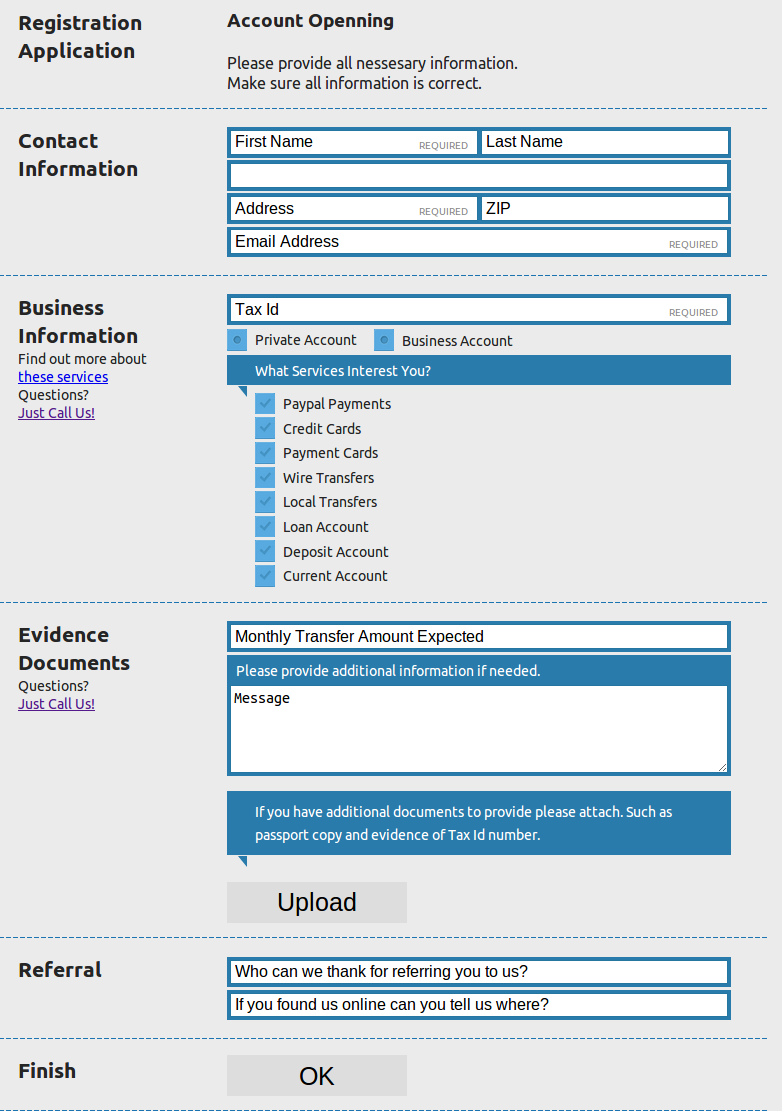 Registration
Application
Account Openning
Please provide all nessesary information.
Make sure all information is correct.
Contact
Information
First Name REQUIRED Last Name
Address REQUIRED ZIP
Email Address REQUIRED
Business
Information
Find out more about
these services
Questions?
Just Call Us!
Tax Id REQUIRED
Private Account Business Account
What Services Interest You?
Paypal Payments
Credit Cards
Payment Cards
Wire Transfers
Local Transfers
Loan Account
Deposit Account
Current Account
Evidence
Documents
Questions?
Just Call Us!
Monthly Transfer Amount Expected
Please provide additional information if needed.
Message
If you have additional documents to provide please attach. Such as
passport copy and evidence of Tax Id number.
Upload
Referral
Who can we thank for referring you to us?
If you found us online can you tell us where?
Finish
OK